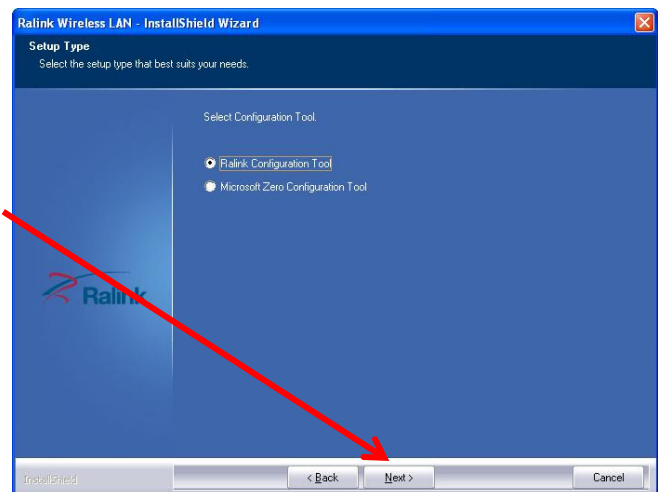 Ralink Wireless LAN - InstallShield Wizard
Setup Type
Select the setup type that best suits your needs.
Select Configuration Tool.
Ralink Configuration Tool
Microsoft Zero Configuration Tool
Ralink
InstallShield
< Back
Next >
Cancel